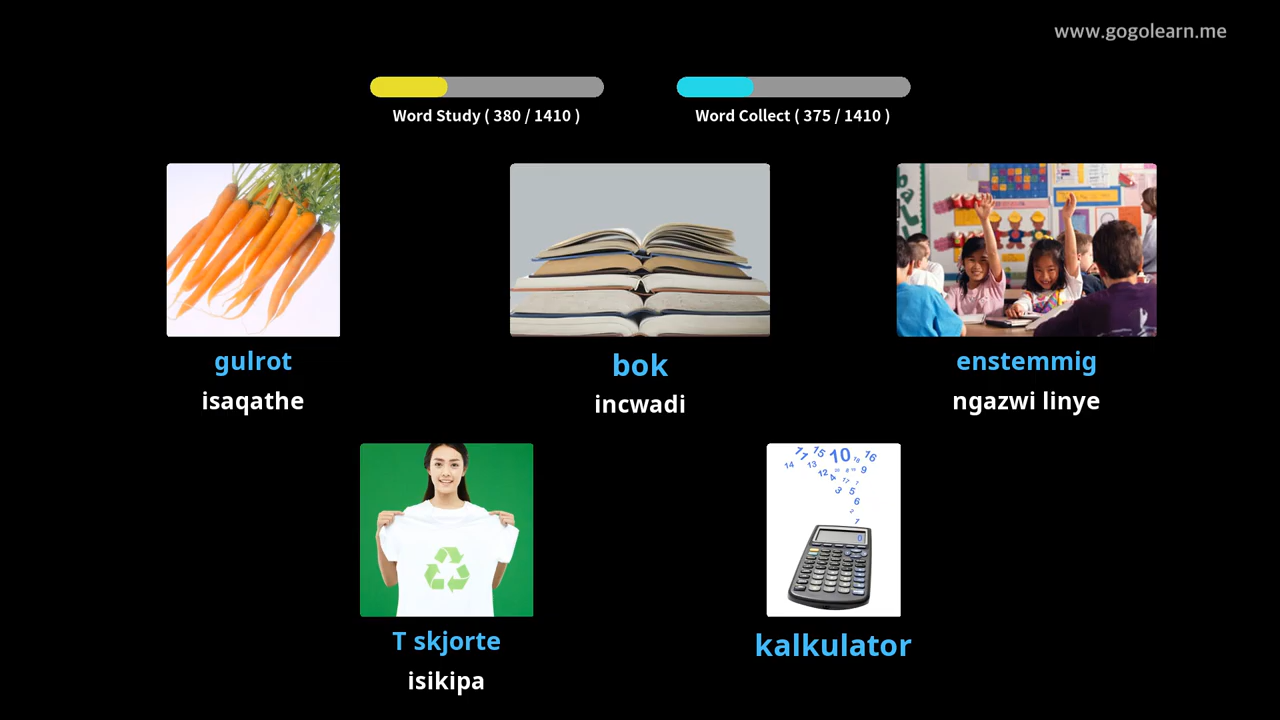 www.gogolearn.me
Word Study ( 380 / 1410 )
Word Collect ( 375 / 1410 )
gulrot
isaqathe
bok
incwadi
enstemmig
ngazwi linye
T skjorte
isikipa
kalkulator